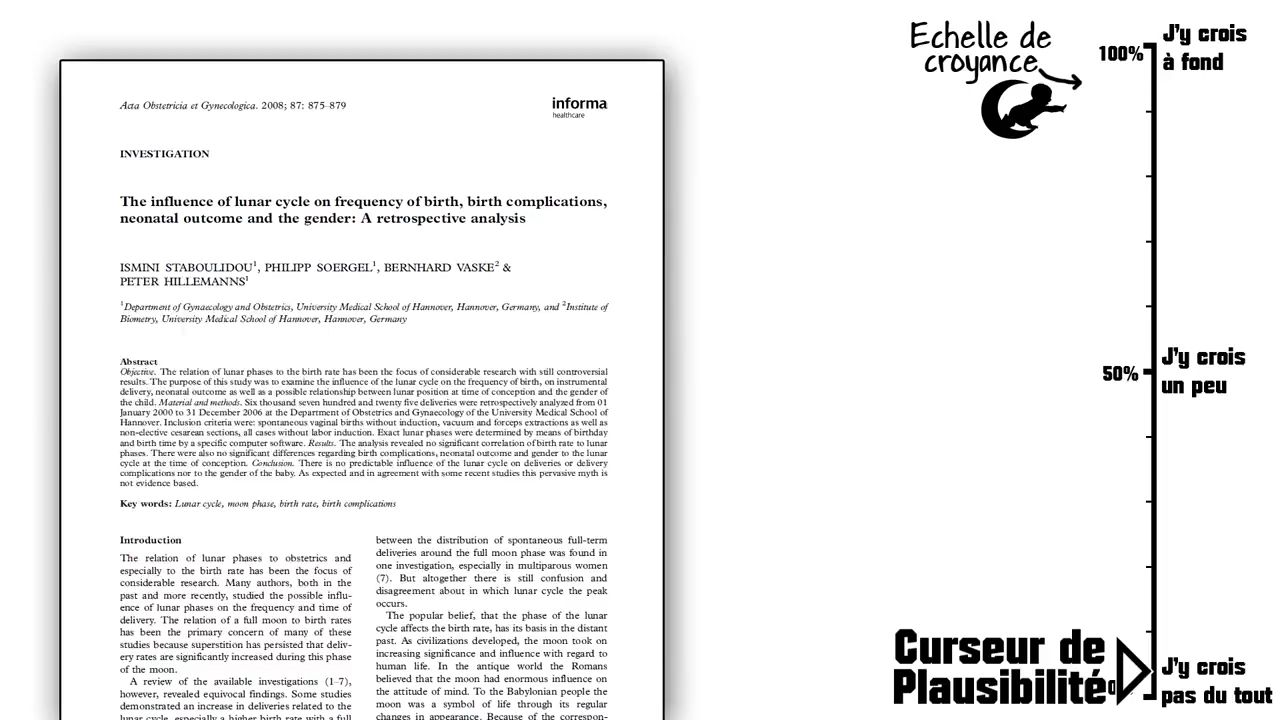 Acta Obstetricia et Gynecologica. 2008; 87: 875–879
informa
healthcare
INVESTIGATION
The influence of lunar cycle on frequency of birth, birth complications,
neonatal outcome and the gender: A retrospective analysis
ISMINI STABOULIDOU1, PHILIPP SOERGEL1, BERNHARD VASKE2 &
PETER HILLEMANNS1
1Department of Gynaecology and Obstetrics, University Medical School of Hannover, Hannover, Germany, and 2Institute of
Biometry, University Medical School of Hannover, Hannover, Germany
Abstract
Objective. The relation of lunar phases to the birth rate has been the focus of considerable research with still controversial
results. The purpose of this study was to examine the influence of the lunar cycle on the frequency of birth, on instrumental
delivery, neonatal outcome as well as a possible relationship between lunar position at time of conception and the gender of
the child. Material and methods. Six thousand seven hundred and twenty five deliveries were retrospectively analyzed from 01
January 2000 to 31 December 2006 at the Department of Obstetrics and Gynaecology of the University Medical School of
Hannover. Inclusion criteria were: spontaneous vaginal births without induction, vacuum and forceps extractions as well as
non-elective cesarean sections, all cases without labor induction. Exact lunar phases were determined by means of birthday
and birth time by a specific computer software. Results. The analysis revealed no significant correlation of birth rate to lunar
phases. There were also no significant differences regarding birth complications, neonatal outcome and gender to the lunar
cycle at the time of conception. Conclusion. There is no predictable influence of the lunar cycle on deliveries or delivery
complications nor to the gender of the baby. As expected and in agreement with some recent studies this pervasive myth is
not evidence based.
Key words: Lunar cycle, moon phase, birth rate, birth complications
Introduction
The relation of lunar phases to obstetrics and
especially to the birth rate has been the focus of
considerable research. Many authors, both in the
past and more recently, studied the possible influ-
ence of lunar phases on the frequency and time of
delivery. The relation of a full moon to birth rates
has been the primary concern of many of these
studies because superstition has persisted that deliv-
ery rates are significantly increased during this phase
of the moon.
A review of the available investigations (1–7),
however, revealed equivocal findings. Some studies
demonstrated an increase in deliveries related to the
lunar cycle, especially a higher birth rate with a full
between the distribution of spontaneous full-term
deliveries around the full moon phase was found in
one investigation, especially in multiparous women
(7). But altogether there is still confusion and
disagreement about in which lunar cycle the peak
occurs.
The popular belief, that the phase of the lunar
cycle affects the birth rate, has its basis in the distant
past. As civilizations developed, the moon took on
increasing significance and influence with regard to
human life. In the antique world the Romans
believed that the moon had enormous influence on
the attitude of mind. To the Babylonian people the
moon was a symbol of life through its regular
changes in appearance. Because of the correspon-
Echelle de
croyance
100%
J'y crois
à fond
50%
J'y crois
un peu
Curseur de
Plausibilité
J'y crois
pas du tout